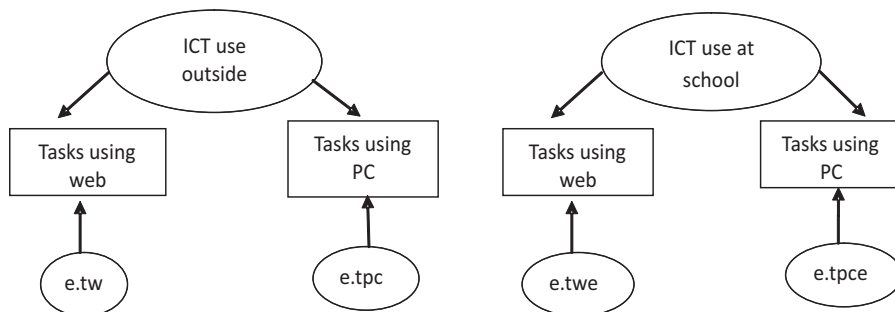 ICT use
outside
ICT use at
school
Tasks using
web
Tasks using
PC
Tasks using
web
Tasks using
PC
e.tw
e.tpc
e.twe
e.tpce